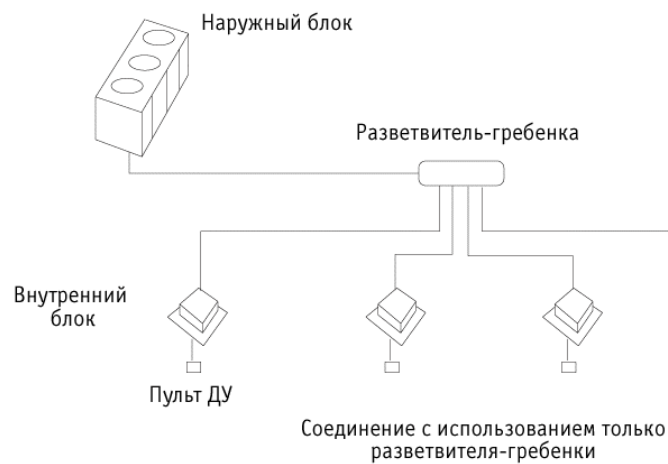 Наружный блок
Разветвитель-гребенка
Внутренний
блок
Пульт ДУ
Соединение с использованием только
разветвителя-гребенки